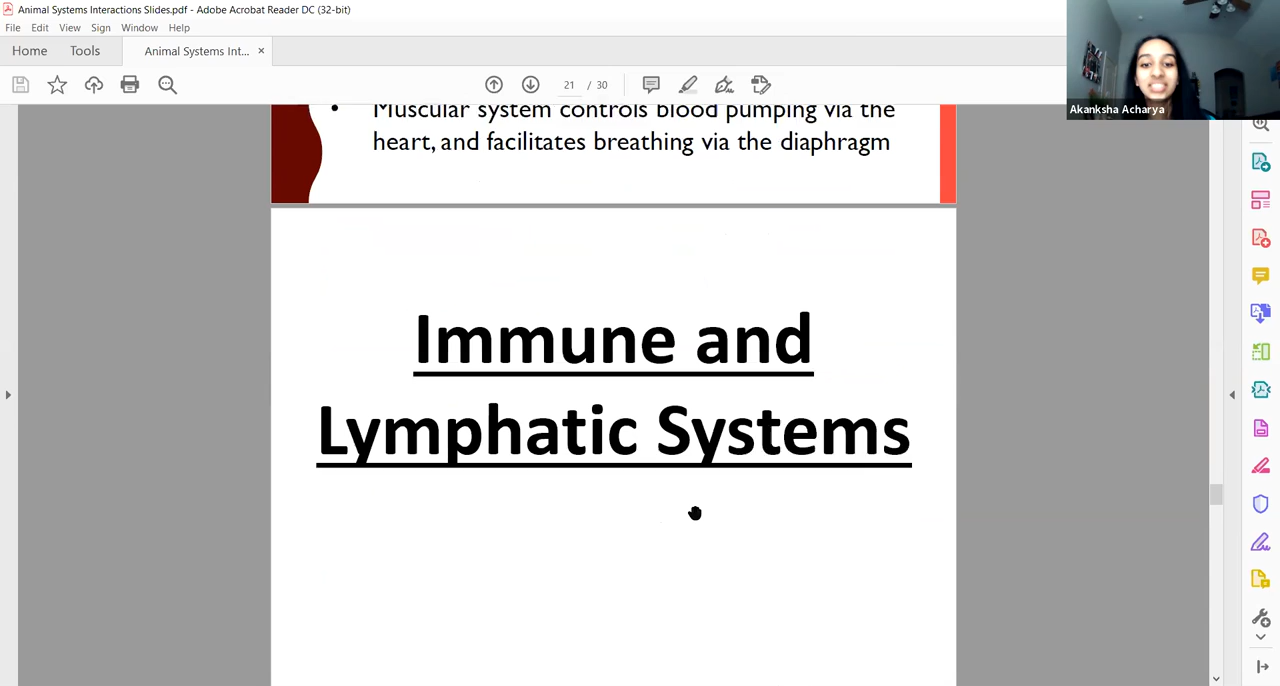 Animal Systems Interactions Slides.pdf - Adobe Acrobat Reader DC (32-bit)
File Edit View Sign Window Help
Home Tools Animal Systems Int... ×
21 / 30
Akanksha Acharya
• Muscular system controls blood pumping via the
heart, and facilitates breathing via the diaphragm
Immune and
Lymphatic Systems